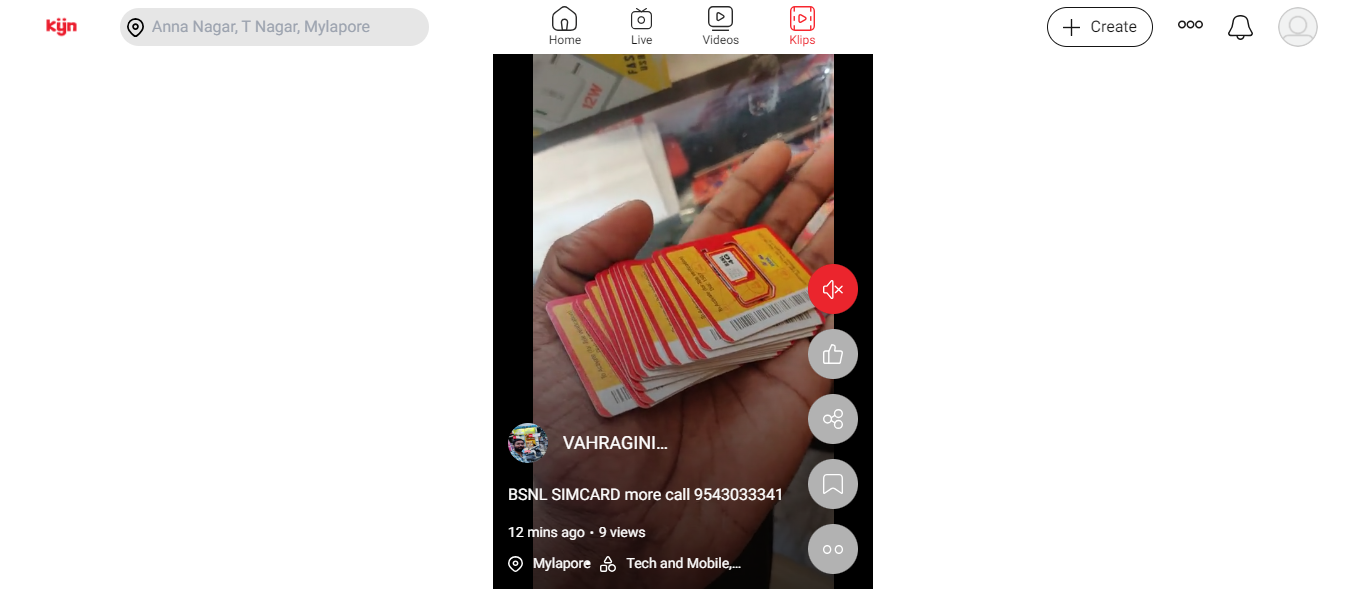 kijn
Anna Nagar, T Nagar, Mylapore
Home
Live
Videos
Klips
Create
12W
VAHRAGINI...
BSNL SIMCARD more call 9543033341
12 mins ago • 9 views
Mylapore
Tech and Mobile,...